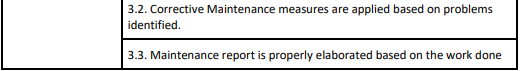 3.2. Corrective Maintenance measures are applied based on problems
identified.
3.3. Maintenance report is properly elaborated based on the work done